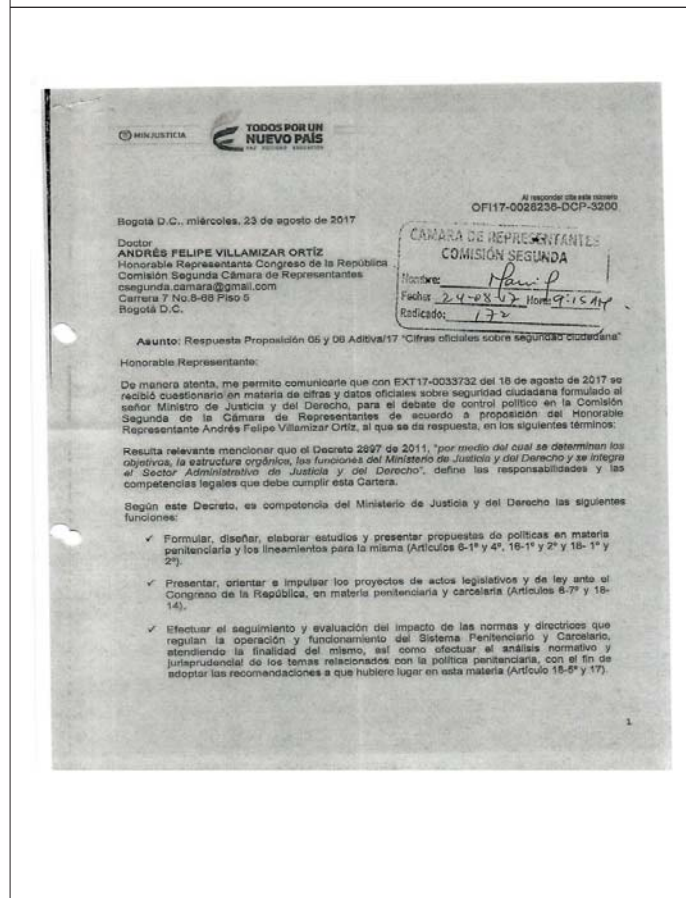 MINJUSTICIA
TODOS POR UN
NUEVO PAÍS
PAZ EQUIDAD EDUCACIÓN
Al responder cite este número
OFI17-0026236-DCP-3200
Bogotá D.C., miércoles, 23 de agosto de 2017
Doctor
ANDRÉS FELIPE VILLAMIZAR ORTÍZ
Honorable Representante Congreso de la República
Comisión Segunda Cámara de Representantes
csegunda.camara@gmail.com
Carrera 7 No.8-68 Piso 5
Bogotá D.C.
CAMARA DE REPRESENTANTES
COMISIÓN SEGUNDA
Nombre:
Fecha: 24-08-17 Hora: 9:15 AM
Radicado: 172
Asunto: Respuesta Proposición 05 y 06 Aditiva/17 "Cifras oficiales sobre seguridad ciudadana"
Honorable Representante:
De manera atenta, me permito comunicarle que con EXT17-0033732 del 18 de agosto de 2017 se
recibió cuestionario en materia de cifras y datos oficiales sobre seguridad ciudadana formulado al
señor Ministro de Justicia y del Derecho, para el debate de control político en la Comisión
Segunda de la Cámara de Representantes de acuerdo a proposición del Honorable
Representante Andrés Felipe Villamizar Ortiz, al que se da respuesta, en los siguientes términos:
Resulta relevante mencionar que el Decreto 2897 de 2011, "por medio del cual se determinan los
objetivos, la estructura orgánica, las funciones del Ministerio de Justicia y del Derecho y se integra
el Sector Administrativo de Justicia y del Derecho", define las responsabilidades y las
competencias legales que debe cumplir esta Cartera.
Según este Decreto, es competencia del Ministerio de Justicia y del Derecho las siguientes
funciones:
✓ Formular, diseñar, elaborar estudios y presentar propuestas de políticas en materia
penitenciaria y los lineamientos para la misma (Artículos 6-1° y 4°, 16-1° y 2° y 18- 1° y
2°).
✓ Presentar, orientar e impulsar los proyectos de actos legislativos y de ley ante el
Congreso de la República, en materia penitenciaria y carcelaria (Artículos 6-7° y 18-
14).
✓ Efectuar el seguimiento y evaluación del impacto de las normas y directrices que
regulan la operación y funcionamiento del Sistema Penitenciario y Carcelario,
atendiendo la finalidad del mismo, así como efectuar el análisis normativo y
jurisprudencial de los temas relacionados con la política penitenciaria, con el fin de
adoptar las recomendaciones a que hubiere lugar en esta materia (Artículo 18-5° y 17).
1